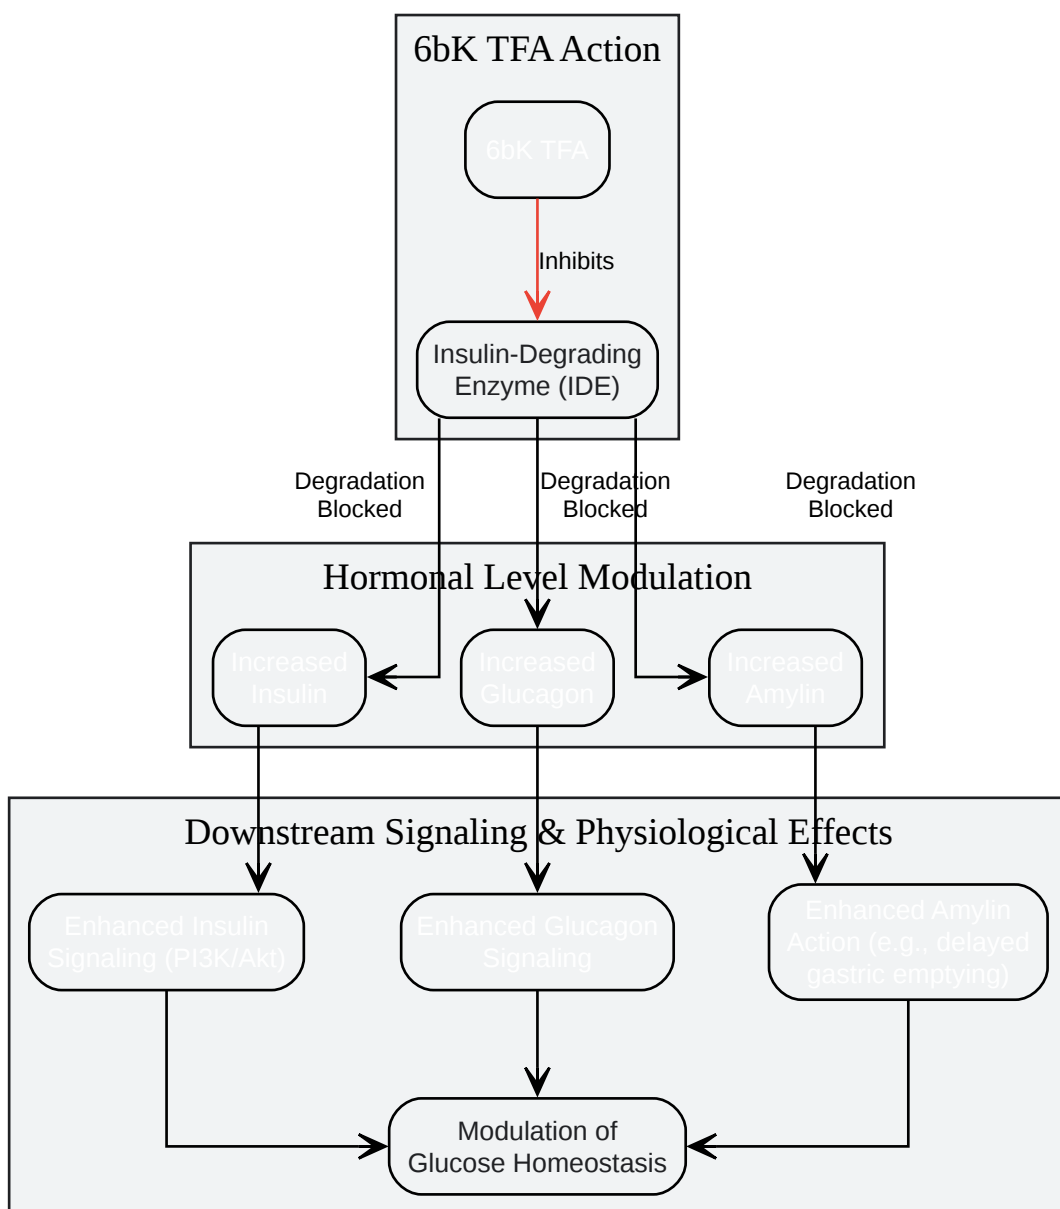 6bK TFA Action
6bK TFA
Inhibits
Insulin-Degrading
Enzyme (IDE)
Degradation
Blocked
Degradation
Blocked
Degradation
Blocked
Hormonal Level Modulation
Increased
Insulin
Increased
Glucagon
Increased
Amylin
Downstream Signaling & Physiological Effects
Enhanced Insulin
Signaling (PI3K/Akt)
Enhanced Glucagon
Signaling
Enhanced Amylin
Action (e.g., delayed
gastric emptying)
Modulation of
Glucose Homeostasis